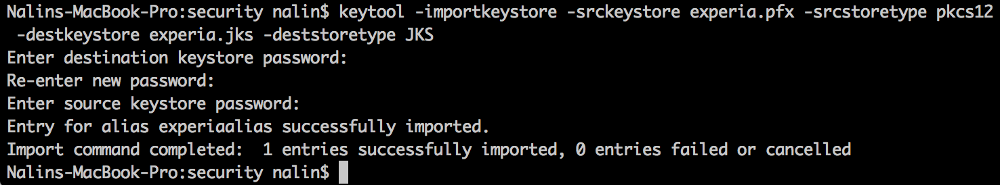 Nalins-MacBook-Pro:security nalin$ keytool -importkeystore -srckeystore experia.pfx -srcstoretype pkcs12
-destkeystore experia.jks -deststoretype JKS
Enter destination keystore password:
Re-enter new password:
Enter source keystore password:
Entry for alias experiaalias successfully imported.
Import command completed:  1 entries successfully imported, 0 entries failed or cancelled
Nalins-MacBook-Pro:security nalin$